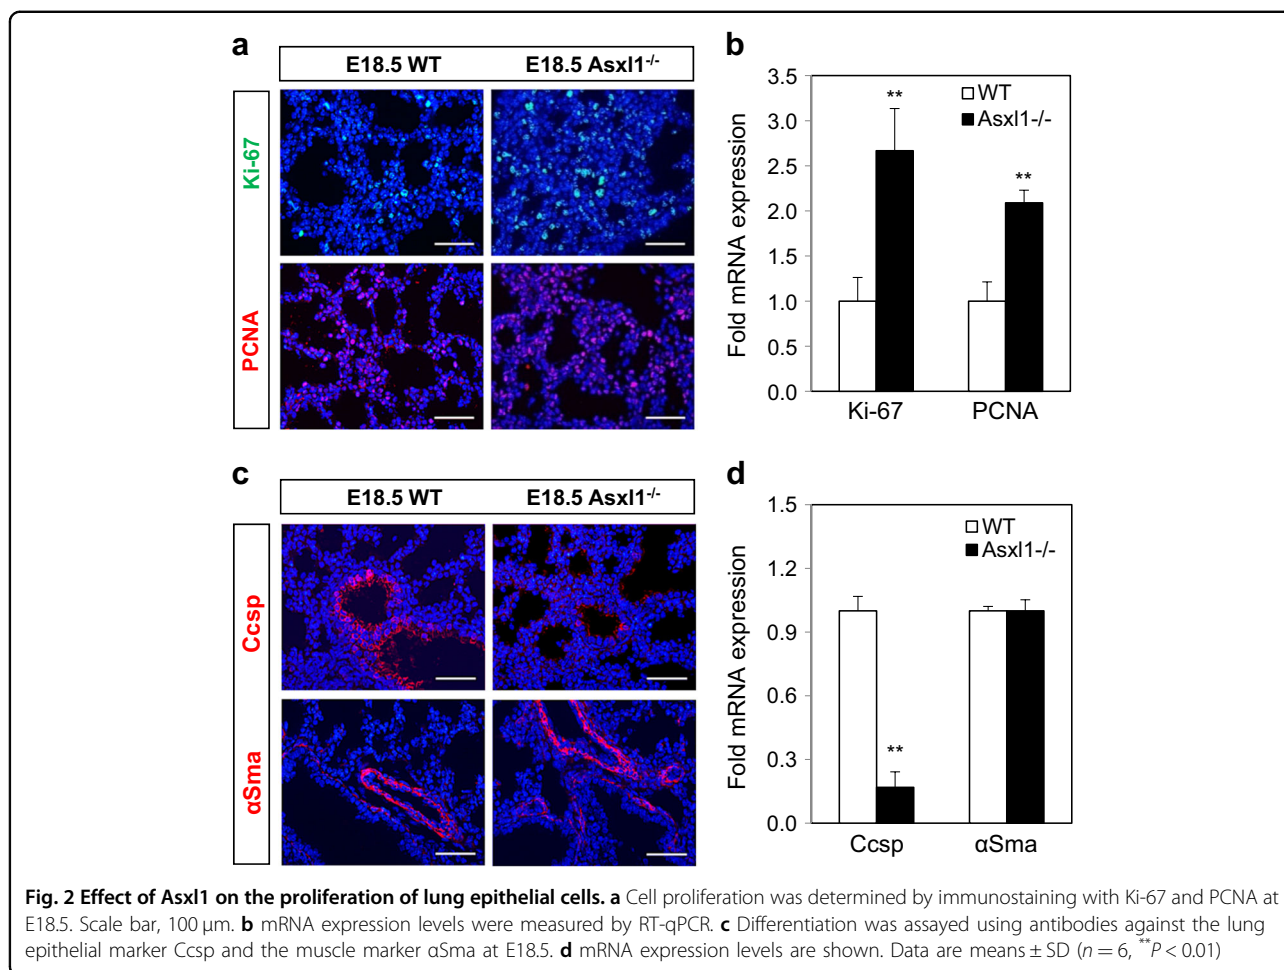 a
E18.5 WT
E18.5 Asxl1-/-
Ki-67
PCNA
b
Fold mRNA expression
3.5
3.0
2.5
2.0
1.5
1.0
0.5
0.0
**
**
WT
Asxl1-/-
Ki-67
PCNA
c
E18.5 WT
E18.5 Asxl1-/-
Ccsp
αSma
d
Fold mRNA expression
1.5
1.2
0.9
0.6
0.3
0.0
**
WT
Asxl1-/-
Ccsp
αSma
Fig. 2 Effect of Asxl1 on the proliferation of lung epithelial cells. a Cell proliferation was determined by immunostaining with Ki-67 and PCNA at
E18.5. Scale bar, 100 μm. b mRNA expression levels were measured by RT-qPCR. c Differentiation was assayed using antibodies against the lung
epithelial marker Ccsp and the muscle marker αSma at E18.5. d mRNA expression levels are shown. Data are means ± SD (n = 6, **P < 0.01)